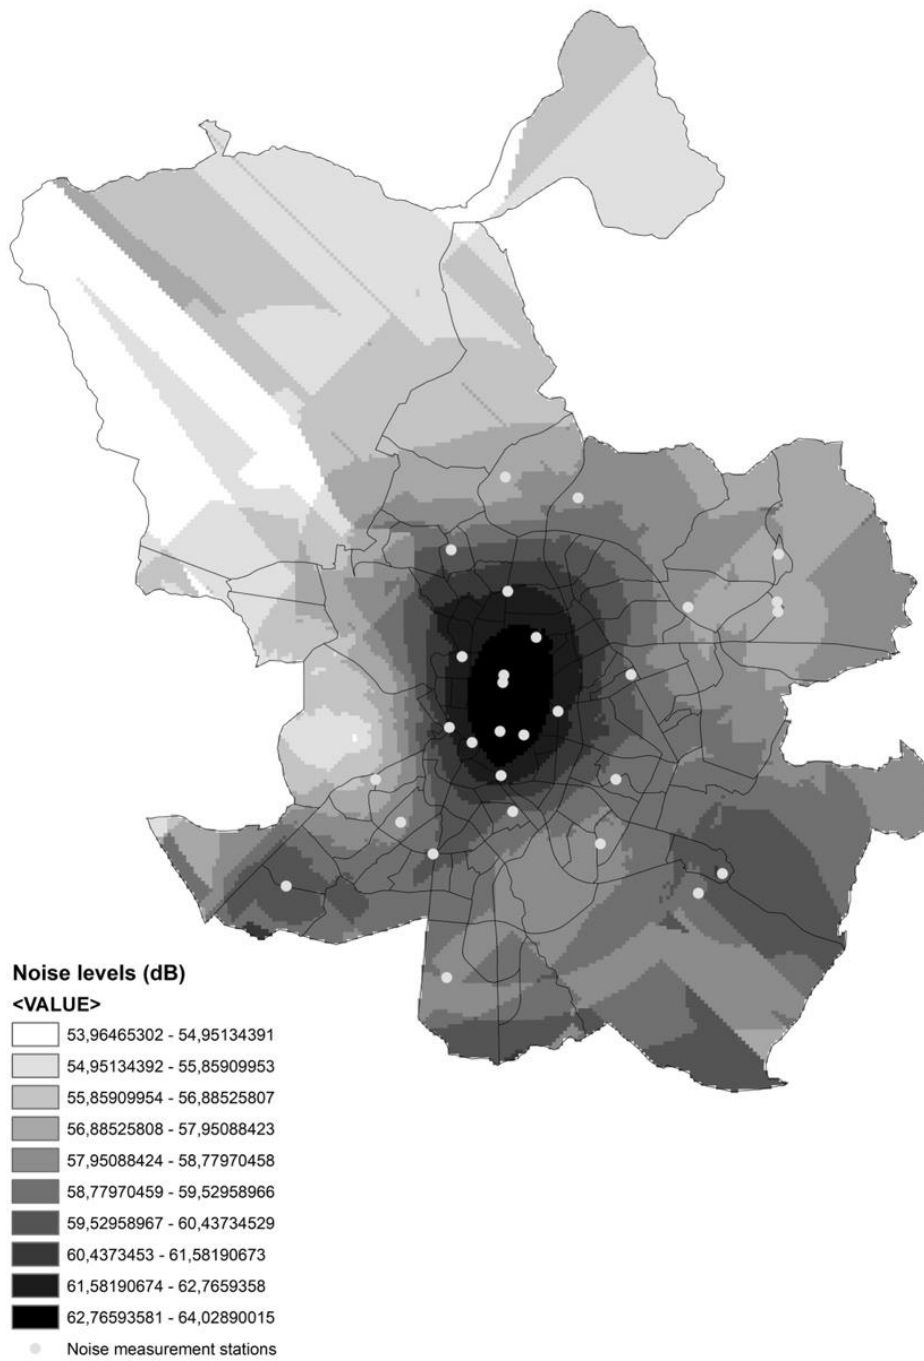 Noise levels (dB)
<VALUE>
53,96465302 - 54,95134391
54,95134392 - 55,85909953
55,85909954 - 56,88525807
56,88525808 - 57,95088423
57,95088424 - 58,77970458
58,77970459 - 59,52958966
59,52958967 - 60,43734529
60,4373453 - 61,58190673
61,58190674 - 62,7659358
62,76593581 - 64,02890015
Noise measurement stations